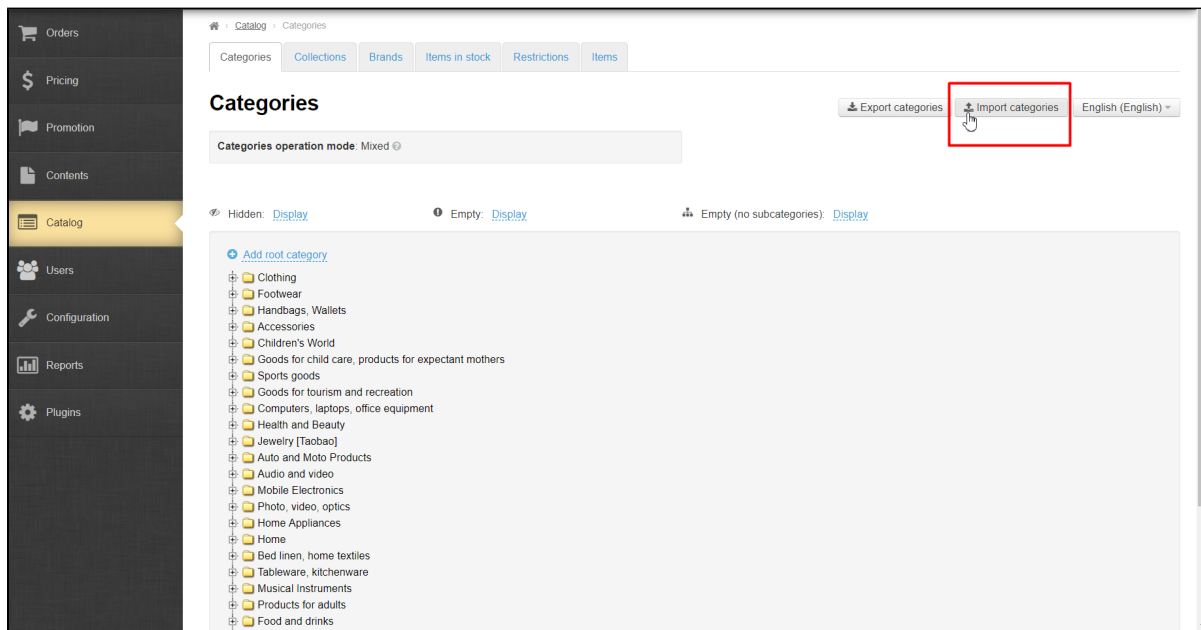 Orders
Pricing
Promotion
Contents
Catalog
Users
Configuration
Reports
Plugins
Catalog Categories
Categories Collections Brands Items in stock Restrictions Items
Categories
Export categories Import categories English (English)
Categories operation mode: Mixed
Hidden: Display Empty: Display Empty (no subcategories): Display
Add root category
Clothing
Footwear
Handbags, Wallets
Accessories
Children's World
Goods for child care, products for expectant mothers
Sports goods
Goods for tourism and recreation
Computers, laptops, office equipment
Health and Beauty
Jewelry [Taobao]
Auto and Moto Products
Audio and video
Mobile Electronics
Photo, video, optics
Home Appliances
Home
Bed linen, home textiles
Tableware, kitchenware
Musical Instruments
Products for adults
Food and drinks